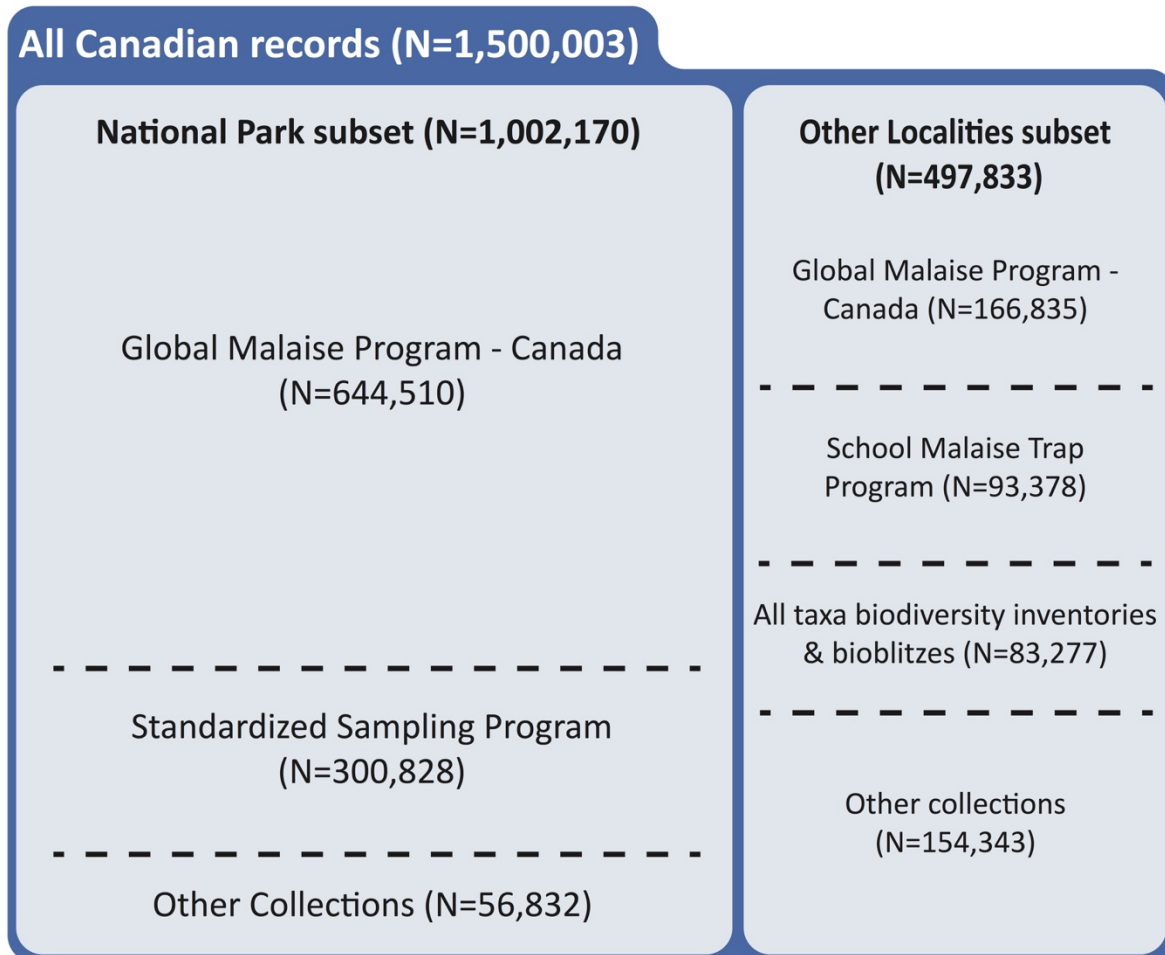 All Canadian records (N=1,500,003)
National Park subset (N=1,002,170)
Global Malaise Program - Canada
(N=644,510)
Standardized Sampling Program
(N=300,828)
Other Collections (N=56,832)
Other Localities subset
(N=497,833)
Global Malaise Program -
Canada (N=166,835)
School Malaise Trap
Program (N=93,378)
All taxa biodiversity inventories
& bioblitzes (N=83,277)
Other collections
(N=154,343)